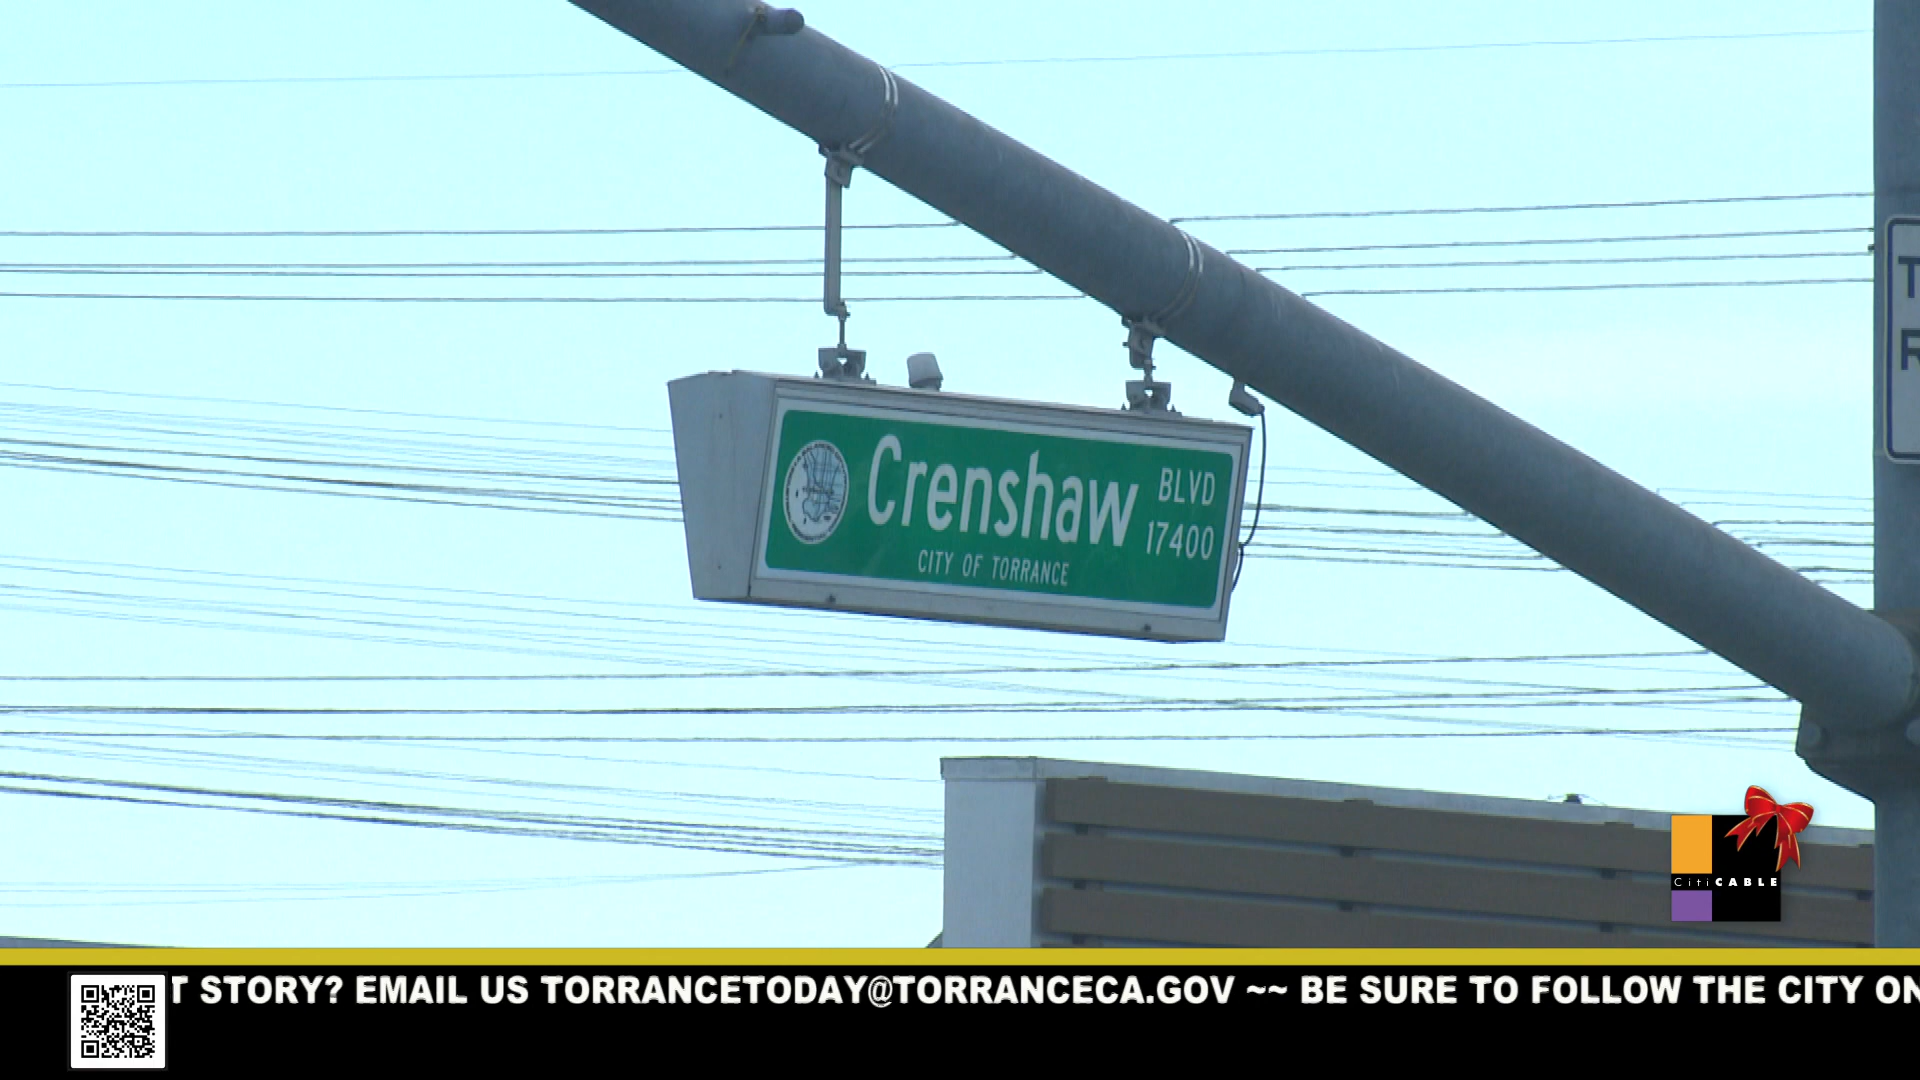 T
R
Crenshaw
BLVD
17400
CITY OF TORRANCE
CitiCABLE
T STORY? EMAIL US TORRANCETODAY@TORRANCECA.GOV ~~ BE SURE TO FOLLOW THE CITY ON